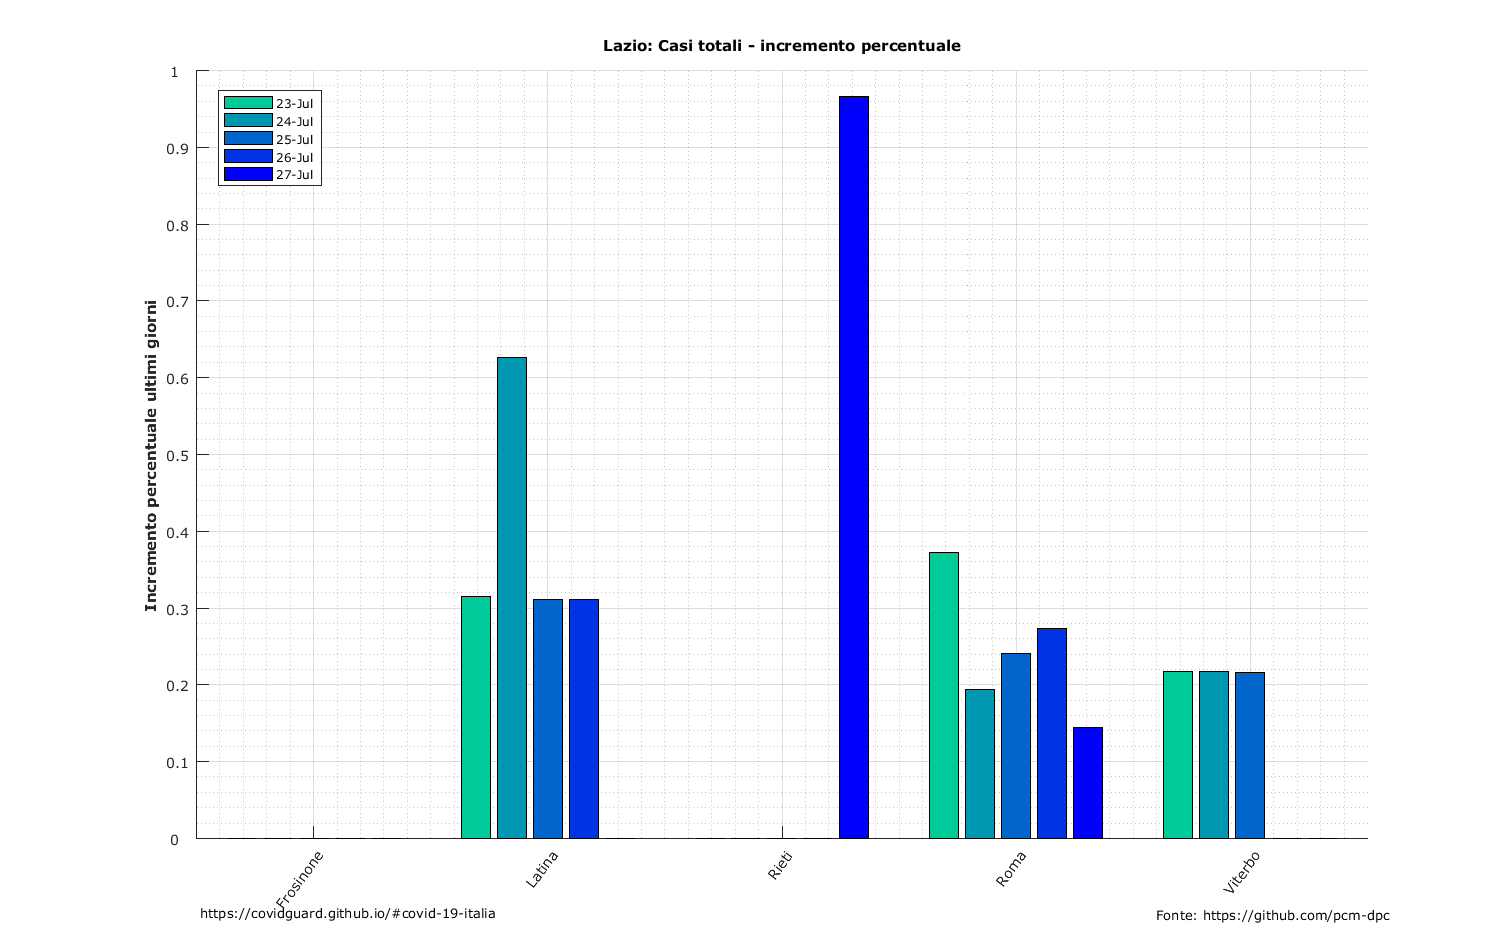 Lazio: Casi totali - incremento percentuale
1
0.9
0.8
0.7
0.6
0.5
0.4
0.3
0.2
0.1
0
Incremento percentuale ultimi giorni
23-Jul
24-Jul
25-Jul
26-Jul
27-Jul
Frosinone
Latina
Rieti
Roma
Viterbo
https://covidguard.github.io/#covid-19-italia
Fonte: https://github.com/pcm-dpc